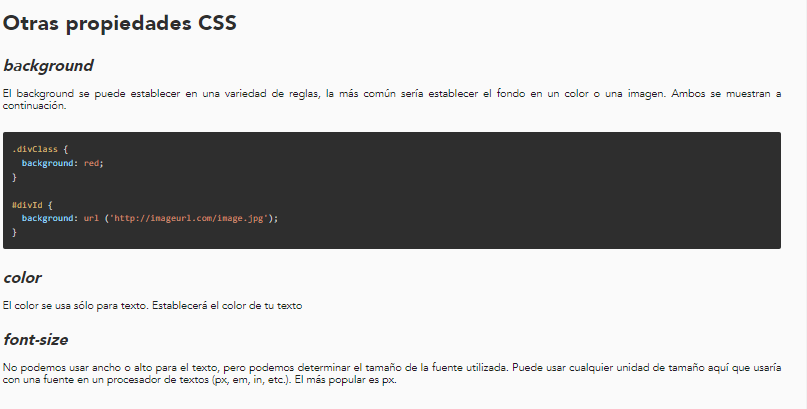 Otras propiedades CSS
background
El background se puede establecer en una variedad de reglas, la más común sería establecer el fondo en un color o una imagen. Ambos se muestran a
continuación.
.divClass {
  background: red;
}
#divId {
  background: url ('http://imageurl.com/image.jpg');
}
color
El color se usa sólo para texto. Establecerá el color de tu texto
font-size
No podemos usar ancho o alto para el texto, pero podemos determinar el tamaño de la fuente utilizada. Puede usar cualquier unidad de tamaño aquí que usaría
con una fuente en un procesador de textos (px, em, in, etc.). El más popular es px.